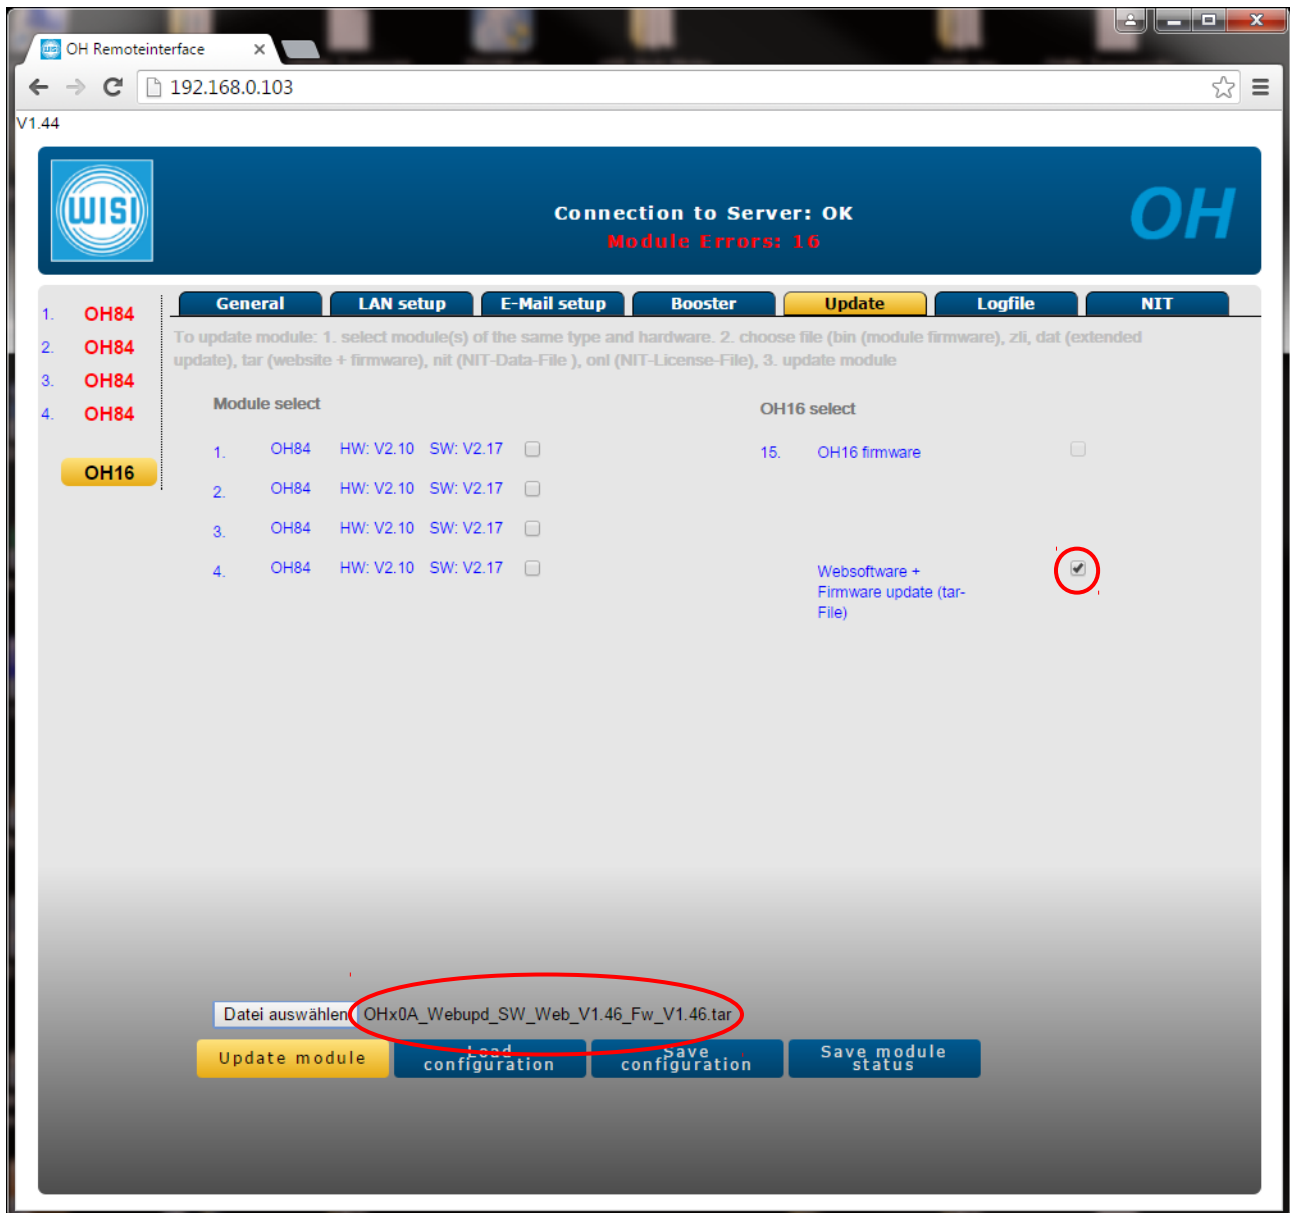 OH Remoteinterface
192.168.0.103
V1.44
WISI
Connection to Server: OK
Module Errors: 16
OH
General LAN setup E-Mail setup Booster Update Logfile NIT
1. OH84
2. OH84
3. OH84
4. OH84
OH16
To update module: 1. select module(s) of the same type and hardware. 2. choose file (bin (module firmware), zli, dat (extended
update), tar (website + firmware), nit (NIT-Data-File ), onl (NIT-License-File), 3. update module
Module select
1. OH84 HW: V2.10 SW: V2.17
2. OH84 HW: V2.10 SW: V2.17
3. OH84 HW: V2.10 SW: V2.17
4. OH84 HW: V2.10 SW: V2.17
OH16 select
15. OH16 firmware
Websoftware +
Firmware update (tar-
File)
Datei auswählen OHx0A_Webupd_SW_Web_V1.46_Fw_V1.46.tar
Update module
Load
configuration
Save
configuration
Save module
status